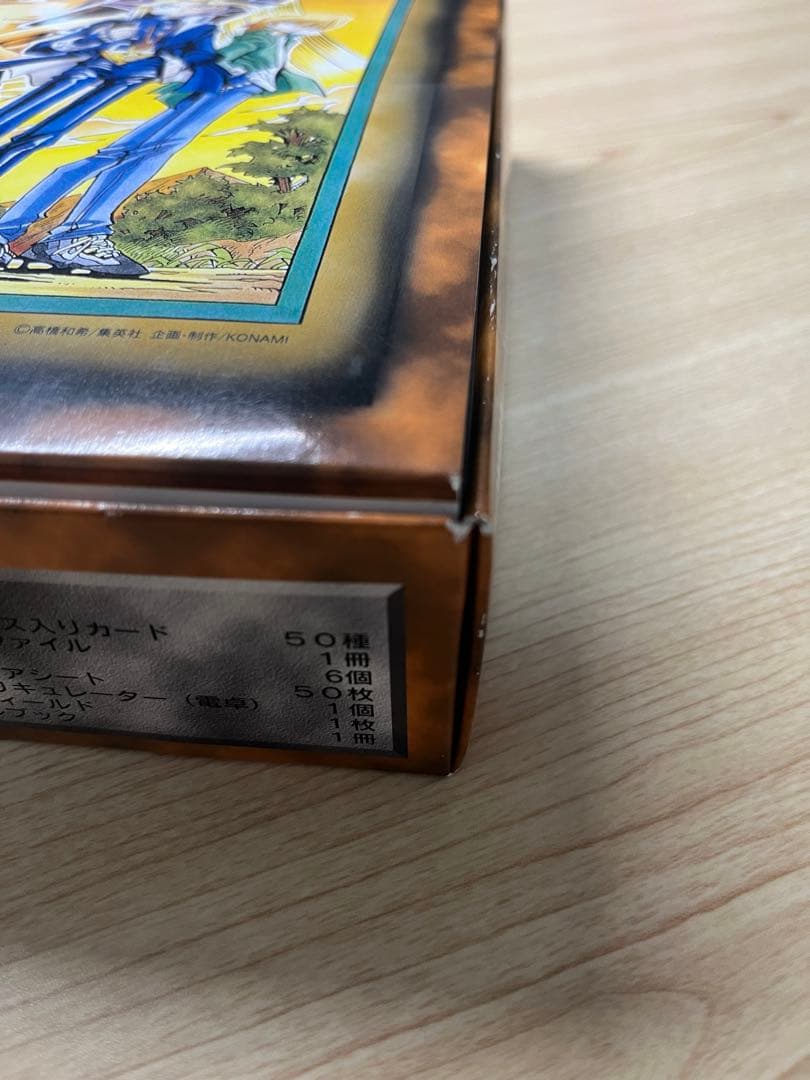 ©高橋和希/集英社 企画・制作/KONAMI
ス入りカード 50種
ファイル 1冊
6個
アシート 50枚
リキュレーター（電卓） 1個
ィールド 1枚
ルブック 1冊